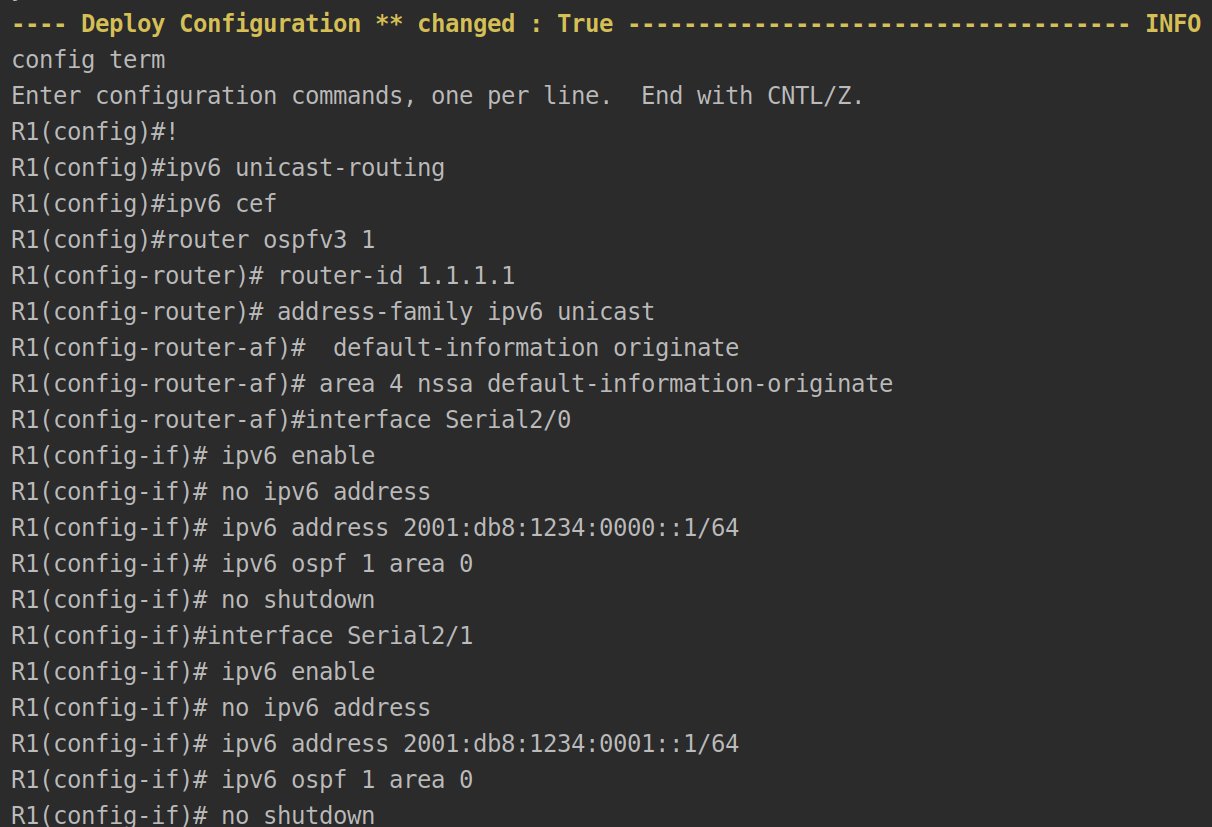 ---- Deploy Configuration ** changed : True ------------------------------------ INFO
config term
Enter configuration commands, one per line.  End with CNTL/Z.
R1(config)#!
R1(config)#ipv6 unicast-routing
R1(config)#ipv6 cef
R1(config)#router ospfv3 1
R1(config-router)# router-id 1.1.1.1
R1(config-router)# address-family ipv6 unicast
R1(config-router-af)#  default-information originate
R1(config-router-af)# area 4 nssa default-information-originate
R1(config-router-af)#interface Serial2/0
R1(config-if)# ipv6 enable
R1(config-if)# no ipv6 address
R1(config-if)# ipv6 address 2001:db8:1234:0000::1/64
R1(config-if)# ipv6 ospf 1 area 0
R1(config-if)# no shutdown
R1(config-if)#interface Serial2/1
R1(config-if)# ipv6 enable
R1(config-if)# no ipv6 address
R1(config-if)# ipv6 address 2001:db8:1234:0001::1/64
R1(config-if)# ipv6 ospf 1 area 0
R1(config-if)# no shutdown